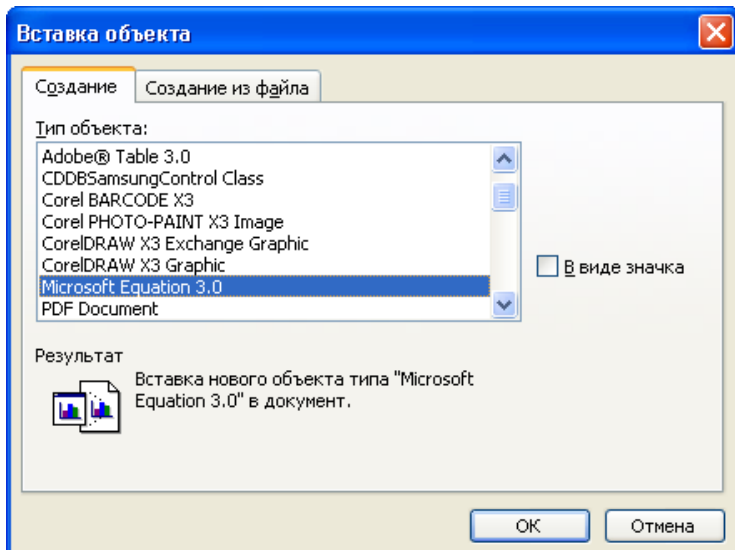 Вставка объекта
Создание
Создание из файла
Тип объекта:
Adobe® Table 3.0
CDDBSamsungControl Class
Corel BARCODE X3
Corel PHOTO-PAINT X3 Image
CorelDRAW X3 Exchange Graphic
CorelDRAW X3 Graphic
Microsoft Equation 3.0
PDF Document
В виде значка
Результат
Вставка нового объекта типа "Microsoft
Equation 3.0" в документ.
ОК
Отмена